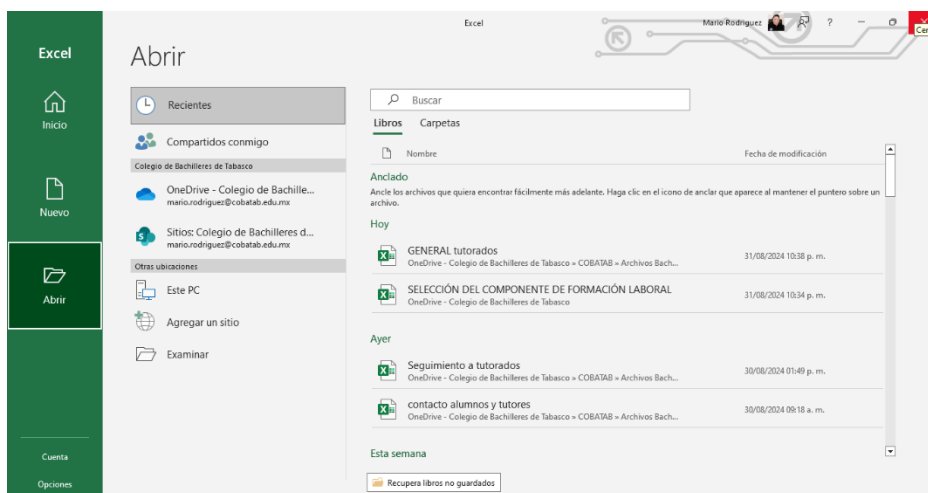 Excel
Mario Rodriguez
?
Cer
Excel
Inicio
Nuevo
Abrir
Cuenta
Opciones
Abrir
Recientes
Compartidos conmigo
Colegio de Bachilleres de Tabasco
OneDrive - Colegio de Bachille...
mario.rodriguez@cobatab.edu.mx
Sitios: Colegio de Bachilleres d...
mario.rodriguez@cobatab.edu.mx
Otras ubicaciones
Este PC
Agregar un sitio
Examinar
Buscar
Libros Carpetas
Nombre Fecha de modificación
Anclado
Ancle los archivos que quiera encontrar fácilmente más adelante. Haga clic en el icono de anclar que aparece al mantener el puntero sobre un
archivo.
Hoy
GENERAL tutorados
OneDrive - Colegio de Bachilleres de Tabasco » COBATAB » Archivos Bach...
31/08/2024 10:38 p. m.
SELECCIÓN DEL COMPONENTE DE FORMACIÓN LABORAL
OneDrive - Colegio de Bachilleres de Tabasco
31/08/2024 10:34 p. m.
Ayer
Seguimiento a tutorados
OneDrive - Colegio de Bachilleres de Tabasco » COBATAB » Archivos Bach...
30/08/2024 01:49 p. m.
contacto alumnos y tutores
OneDrive - Colegio de Bachilleres de Tabasco » COBATAB » Archivos Bach...
30/08/2024 09:18 a. m.
Esta semana
Recupera libros no guardados